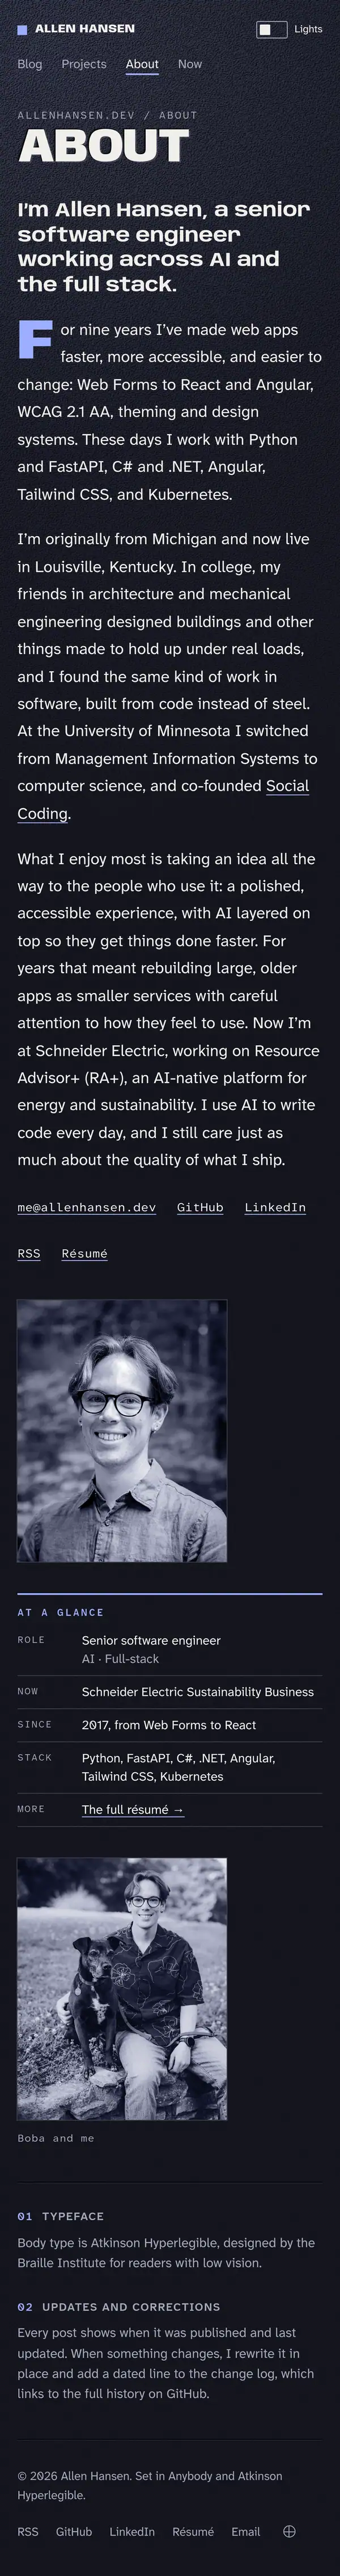 ALLEN HANSEN
Lights
Blog Projects About Now
ALLENHANSEN.DEV / ABOUT
ABOUT
I'm Allen Hansen, a senior
software engineer
working across AI and
the full stack.
For nine years I've made web apps
faster, more accessible, and easier to
change: Web Forms to React and Angular,
WCAG 2.1 AA, theming and design
systems. These days I work with Python
and FastAPI, C# and .NET, Angular,
Tailwind CSS, and Kubernetes.
I'm originally from Michigan and now live
in Louisville, Kentucky. In college, my
friends in architecture and mechanical
engineering designed buildings and other
things made to hold up under real loads,
and I found the same kind of work in
software, built from code instead of steel.
At the University of Minnesota I switched
from Management Information Systems to
computer science, and co-founded Social
Coding.
What I enjoy most is taking an idea all the
way to the people who use it: a polished,
accessible experience, with AI layered on
top so they get things done faster. For
years that meant rebuilding large, older
apps as smaller services with careful
attention to how they feel to use. Now I'm
at Schneider Electric, working on Resource
Advisor+ (RA+), an AI-native platform for
energy and sustainability. I use AI to write
code every day, and I still care just as
much about the quality of what I ship.
me@allenhansen.dev GitHub LinkedIn
RSS Résumé
AT A GLANCE
ROLE Senior software engineer
AI · Full-stack
NOW Schneider Electric Sustainability Business
SINCE 2017, from Web Forms to React
STACK Python, FastAPI, C#, .NET, Angular,
Tailwind CSS, Kubernetes
MORE The full résumé →
Boba and me
01 TYPEFACE
Body type is Atkinson Hyperlegible, designed by the
Braille Institute for readers with low vision.
02 UPDATES AND CORRECTIONS
Every post shows when it was published and last
updated. When something changes, I rewrite it in
place and add a dated line to the change log, which
links to the full history on GitHub.
© 2026 Allen Hansen. Set in Anybody and Atkinson
Hyperlegible.
RSS GitHub LinkedIn Résumé Email